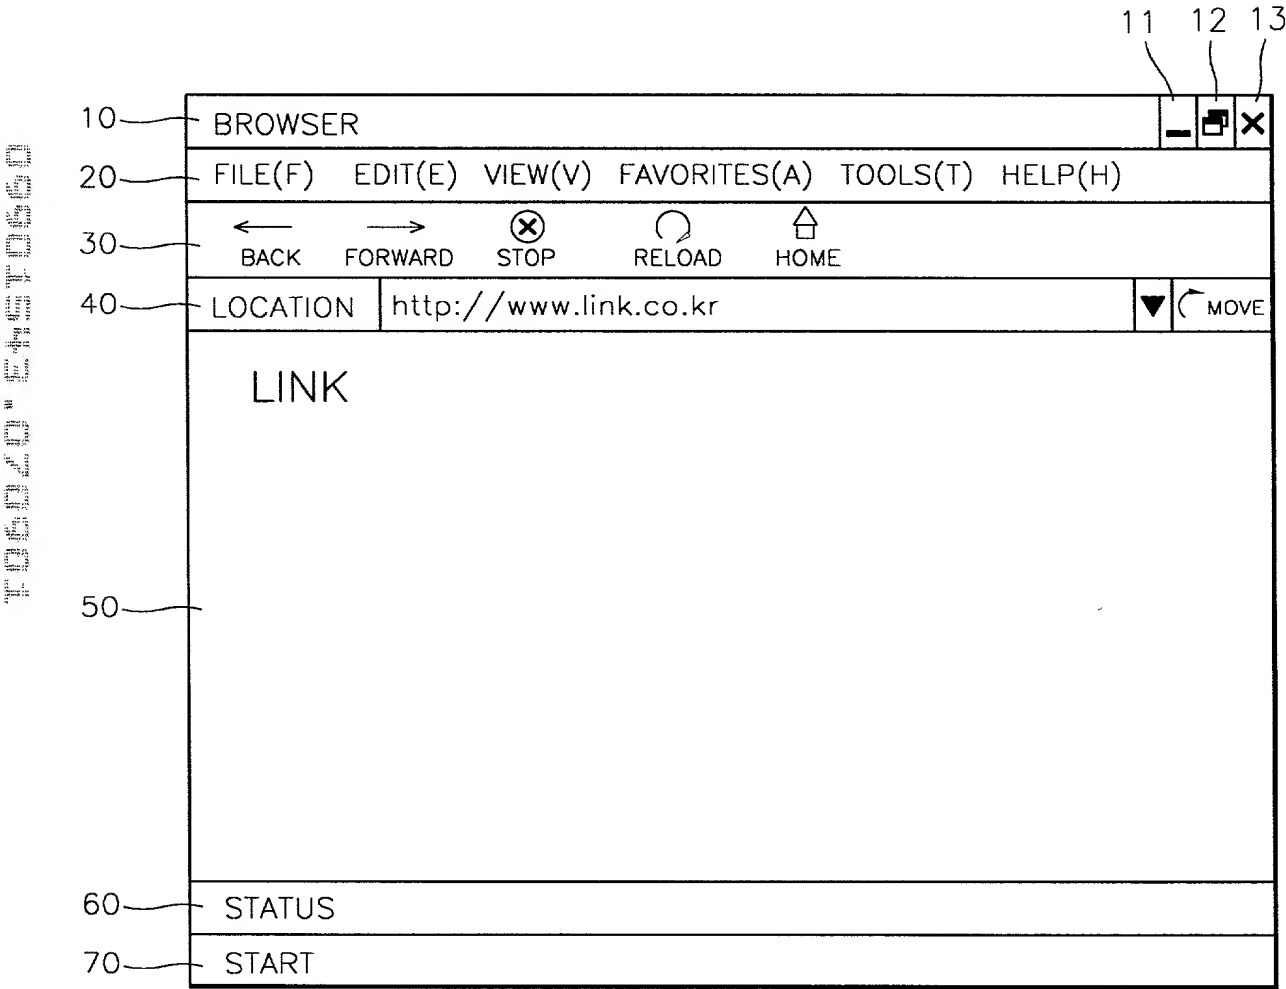 11 12 13
10 BROWSER
20 FILE(F) EDIT(E) VIEW(V) FAVORITES(A) TOOLS(T) HELP(H)
30 BACK FORWARD STOP RELOAD HOME
40 LOCATION http://www.link.co.kr MOVE
LINK
50
60 STATUS
70 START